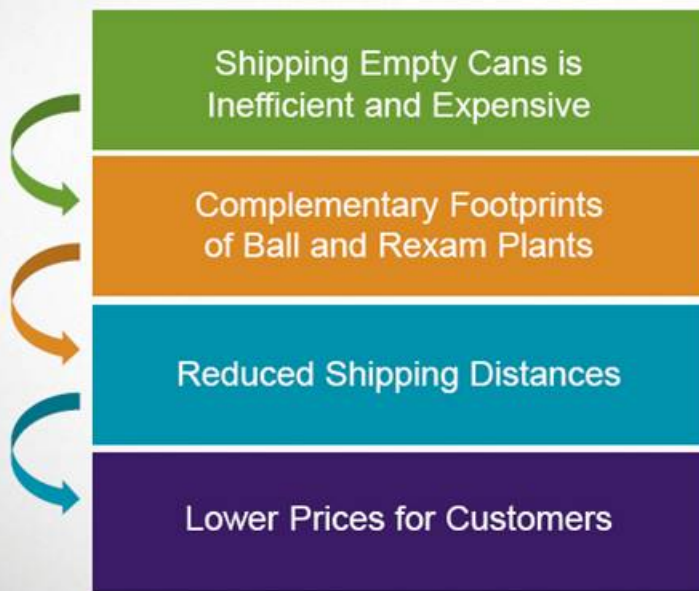 Shipping Empty Cans is
Inefficient and Expensive
Complementary Footprints
of Ball and Rexam Plants
Reduced Shipping Distances
Lower Prices for Customers